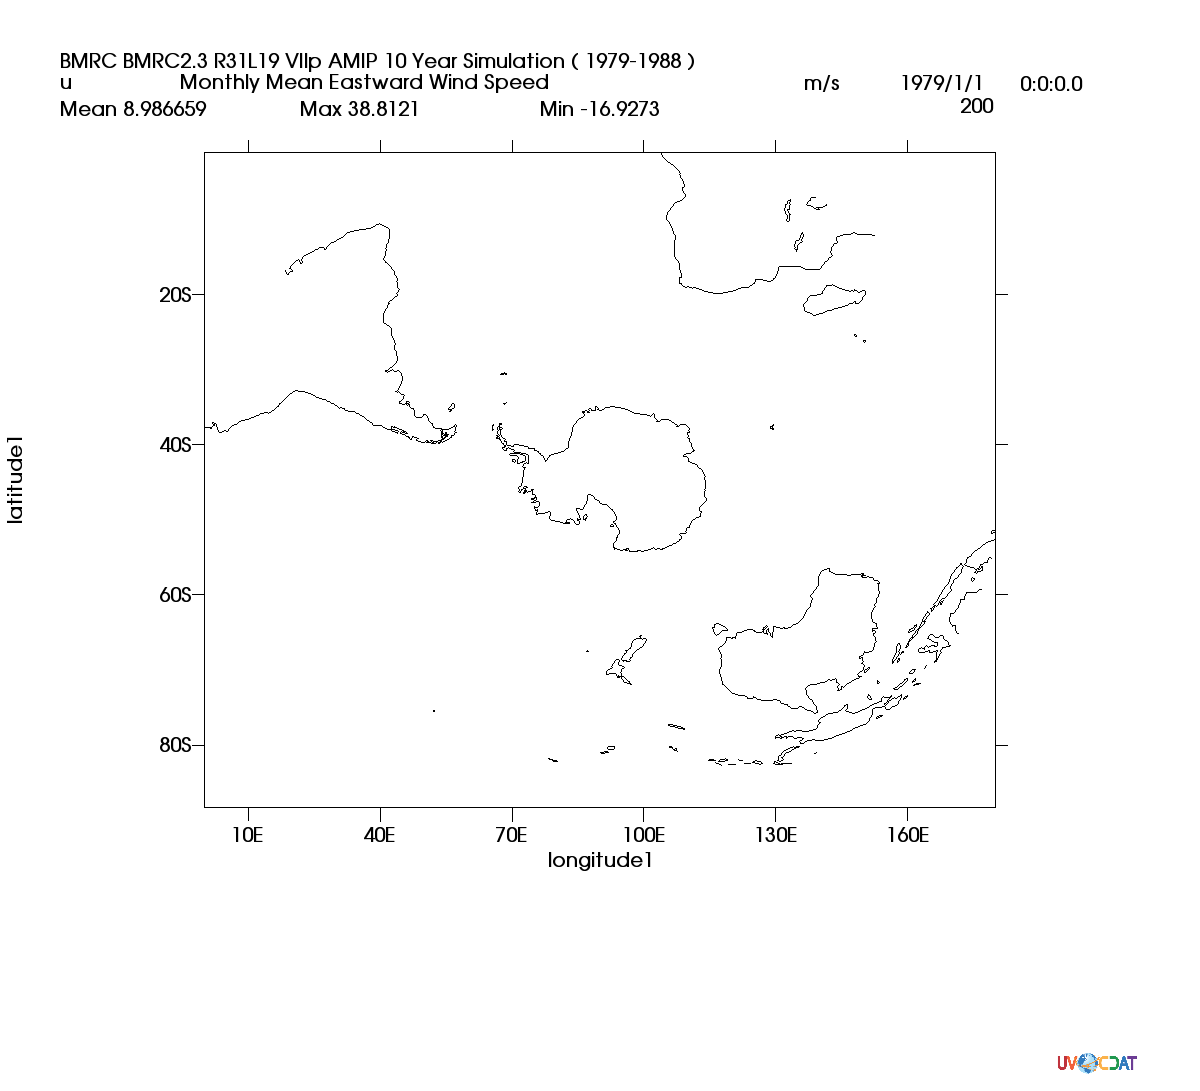 BMRC BMRC2.3 R31L19 VIIp AMIP 10 Year Simulation ( 1979-1988 )
u Monthly Mean Eastward Wind Speed m/s 1979/1/1 0:0:0.0
Mean 8.986659 Max 38.8121 Min -16.9273 200
20S
40S
latitude1
60S
80S
10E 40E 70E 100E 130E 160E
longitude1
UV CDAT